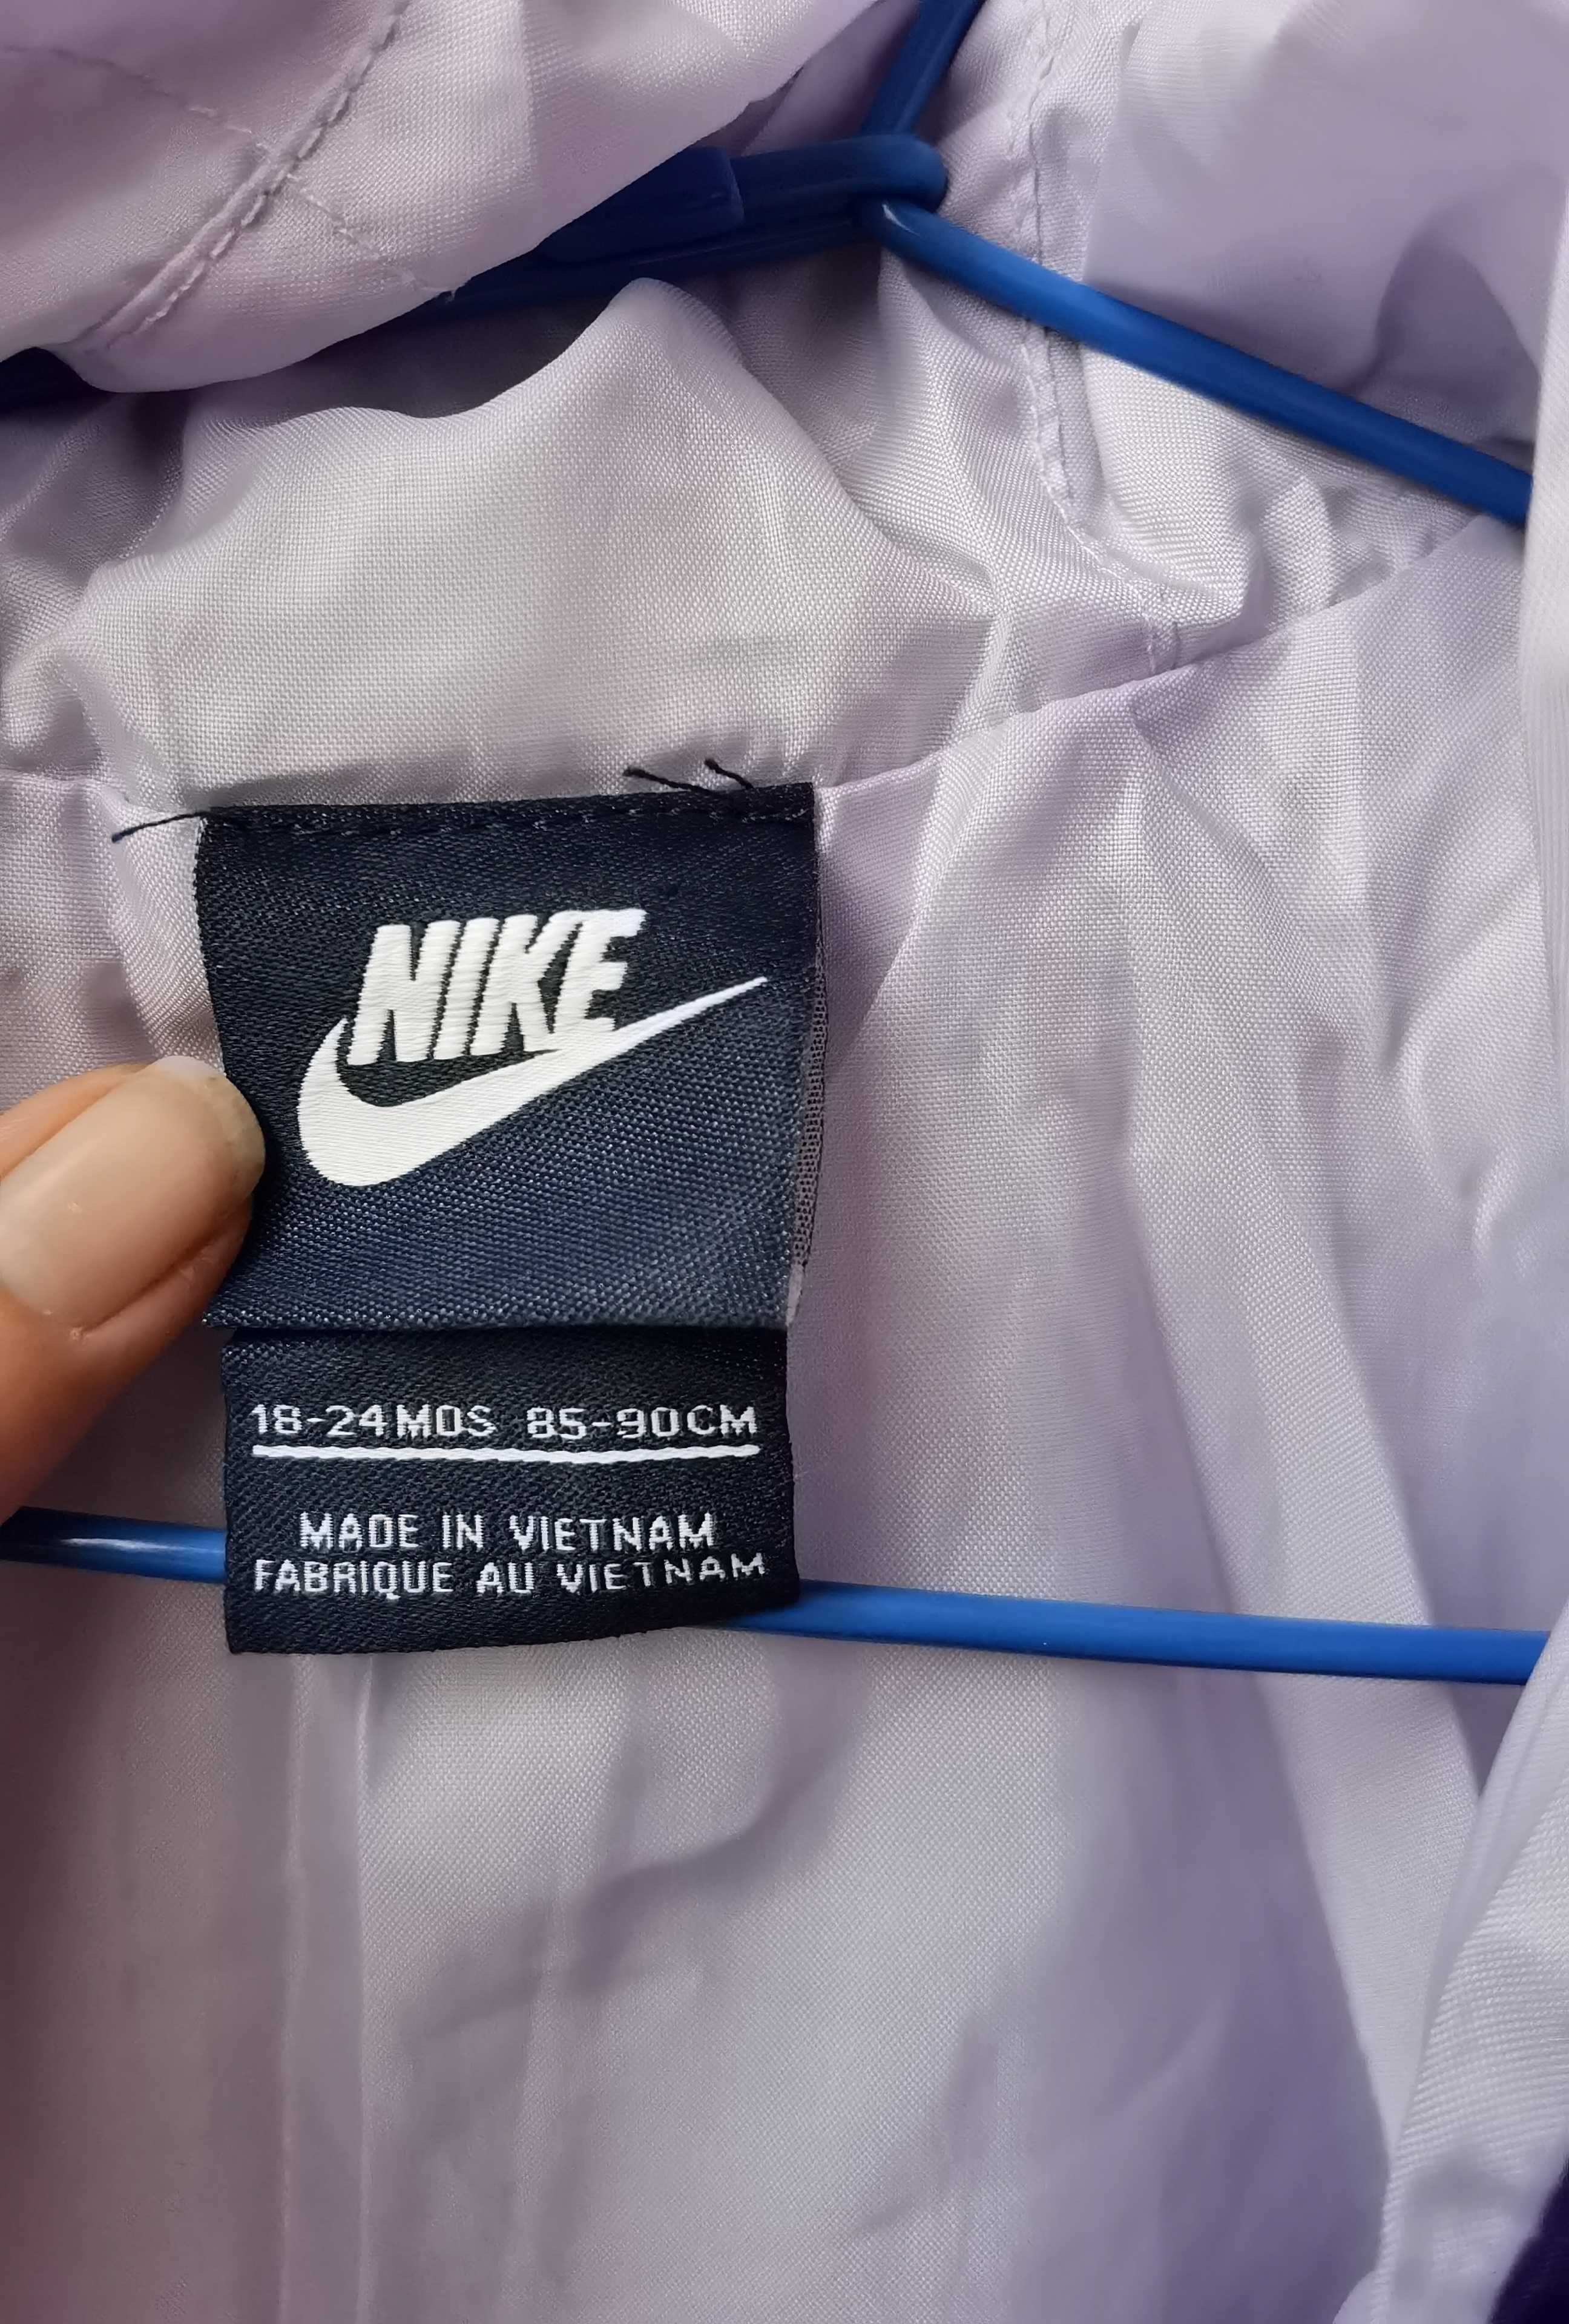 NIKE
18-24MOS 85-90CM
MADE IN VIETNAM
FABRIQUE AU VIETNAM